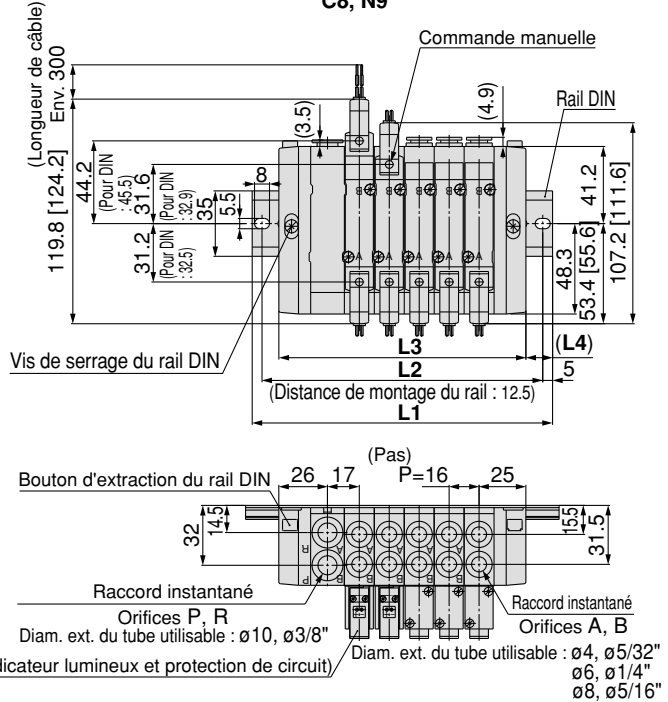 C8, N9
Commande manuelle
(Longueur de câble)
Env. 300
(3.5)
(4.9)
Rail DIN
119.8 [124.2]
44.2
(Pour DIN
: 45.5)
31.6
(Pour DIN
: 32.9)
8
35
5.5
31.2
(Pour DIN
: 32.5)
41.2
48.3
53.4 [55.6]
107.2 [111.6]
B
B
B
B
B
A
A
A
A
A
Vis de serrage du rail DIN
L3
(L4)
L2
5
(Distance de montage du rail : 12.5)
L1
(Pas)
Bouton d'extraction du rail DIN
26
17
P=16
25
32
14.5
15.5
31.5
P
R
A
A
A
A
A
B
B
B
B
B
Raccord instantané
Orifices P, R
Diam. ext. du tube utilisable : ø10, ø3/8"
Raccord instantané
Orifices A, B
Diam. ext. du tube utilisable : ø4, ø5/32"
ø6, ø1/4"
ø8, ø5/16"
dicateur lumineux et protection de circuit)